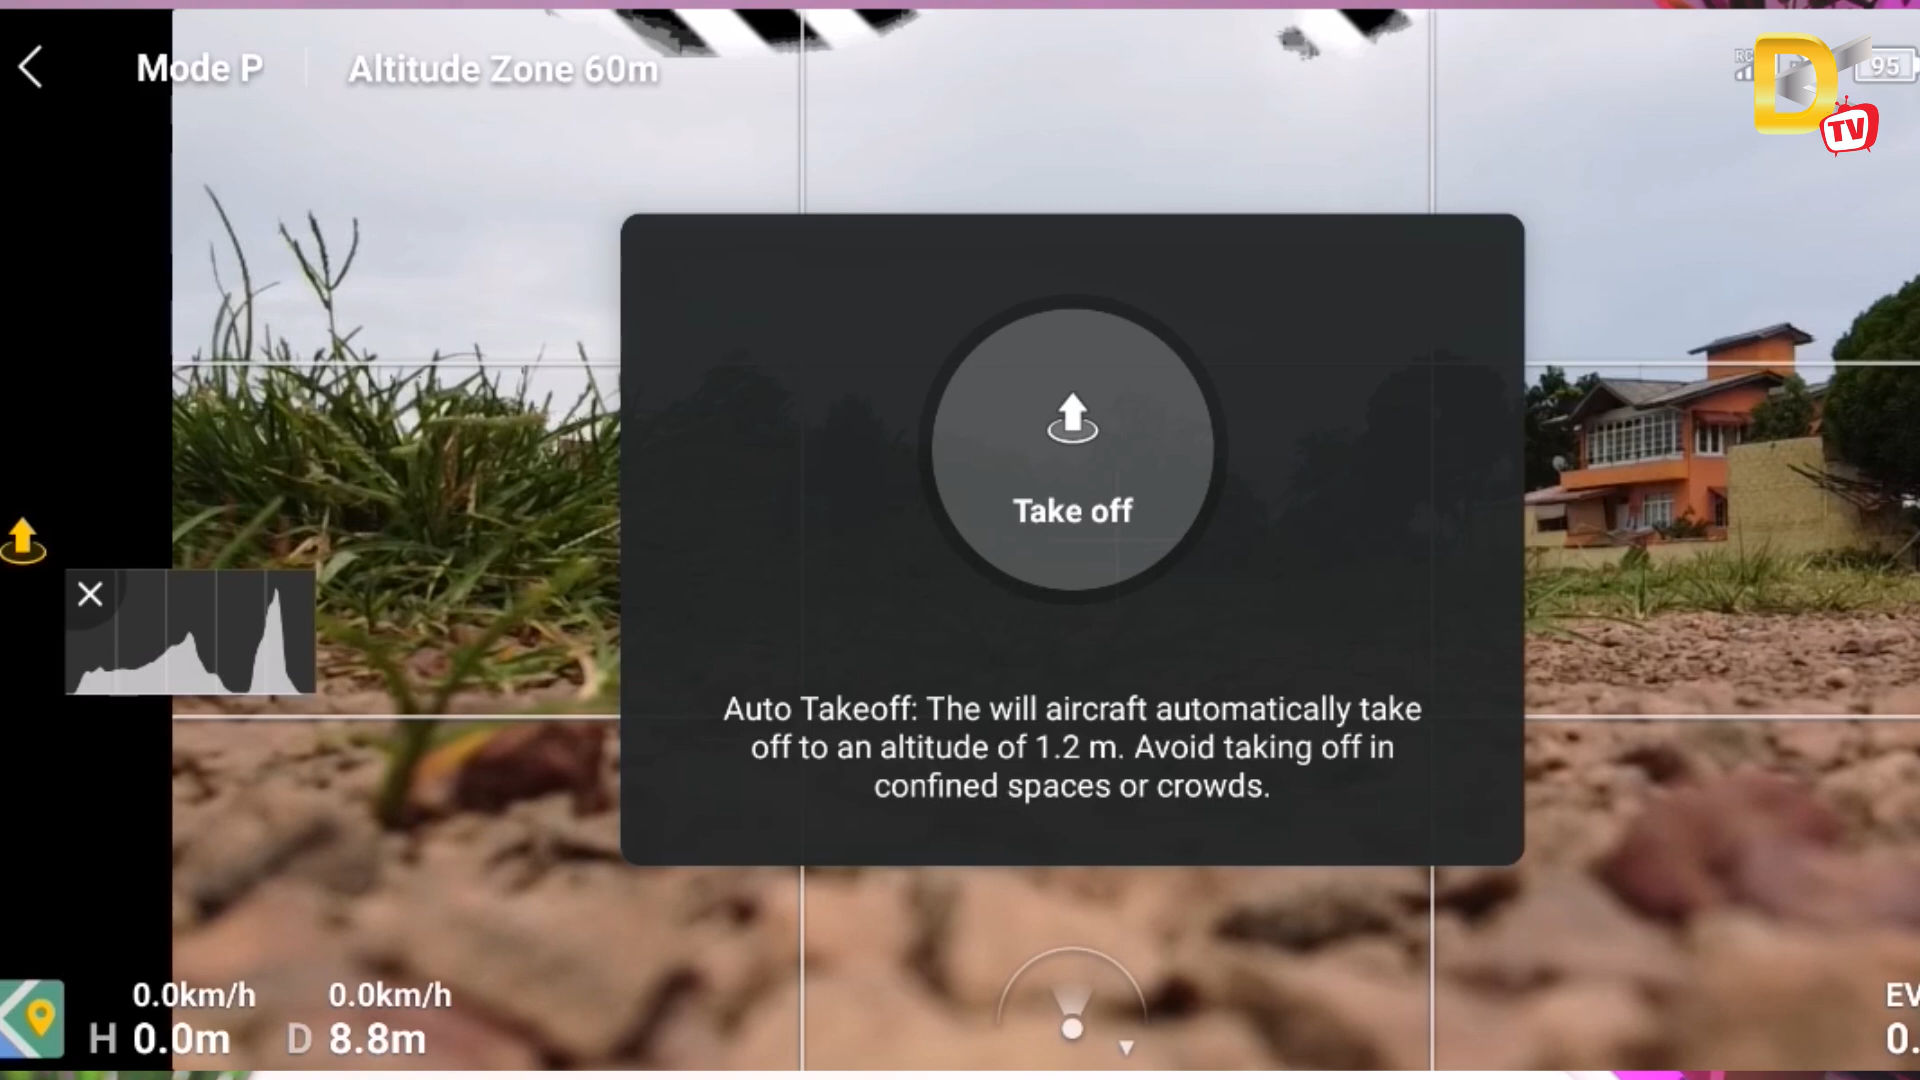 Mode P
Altitude Zone 60m
RC
95
D
TV
Take off
Auto Takeoff: The will aircraft automatically take
off to an altitude of 1.2 m. Avoid taking off in
confined spaces or crowds.
0.0km/h 0.0km/h
H 0.0m D 8.8m
EV
0.